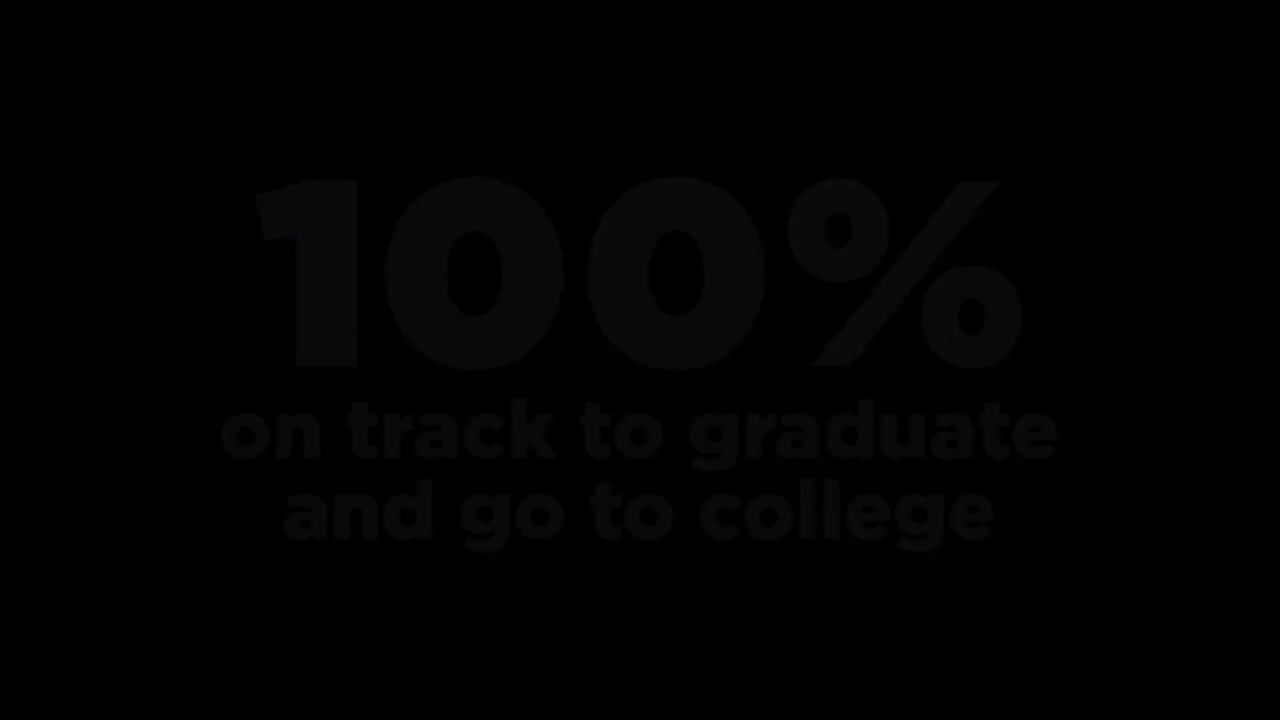 100%
on track to graduate
and go to college